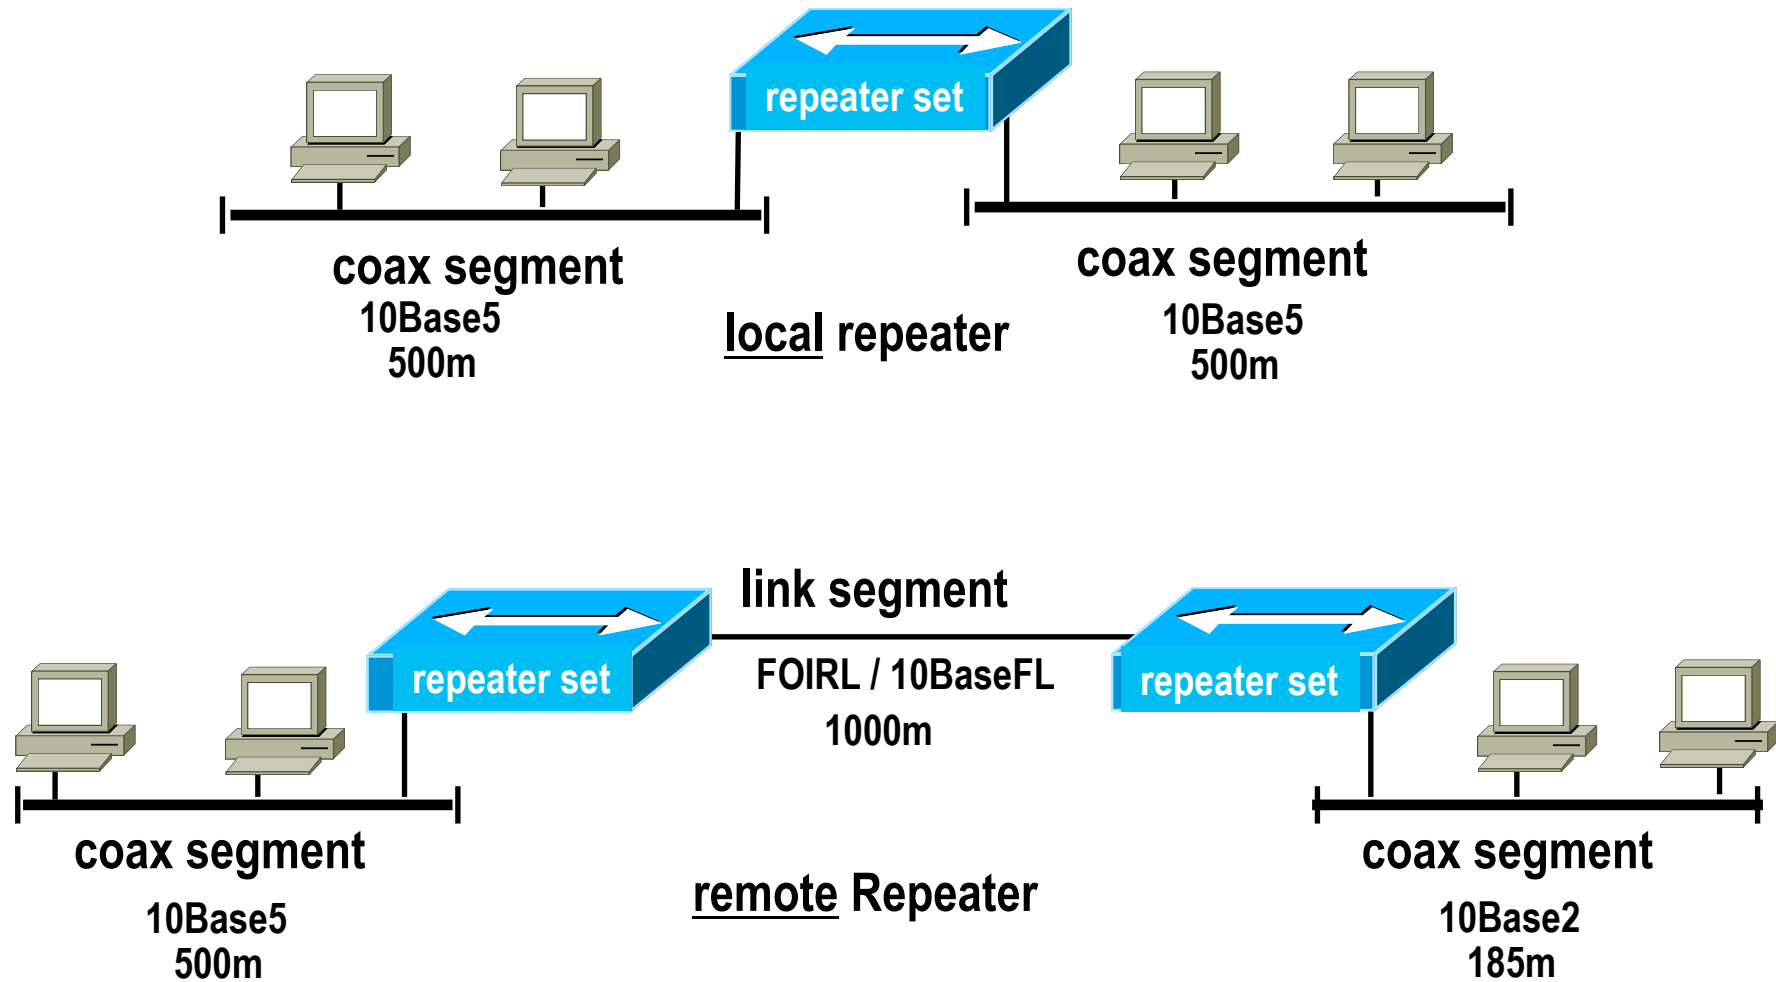 repeater set
coax segment
10Base5
500m
local repeater
coax segment
10Base5
500m
link segment
repeater set
FOIRL / 10BaseFL
1000m
repeater set
coax segment
10Base5
500m
remote Repeater
coax segment
10Base2
185m